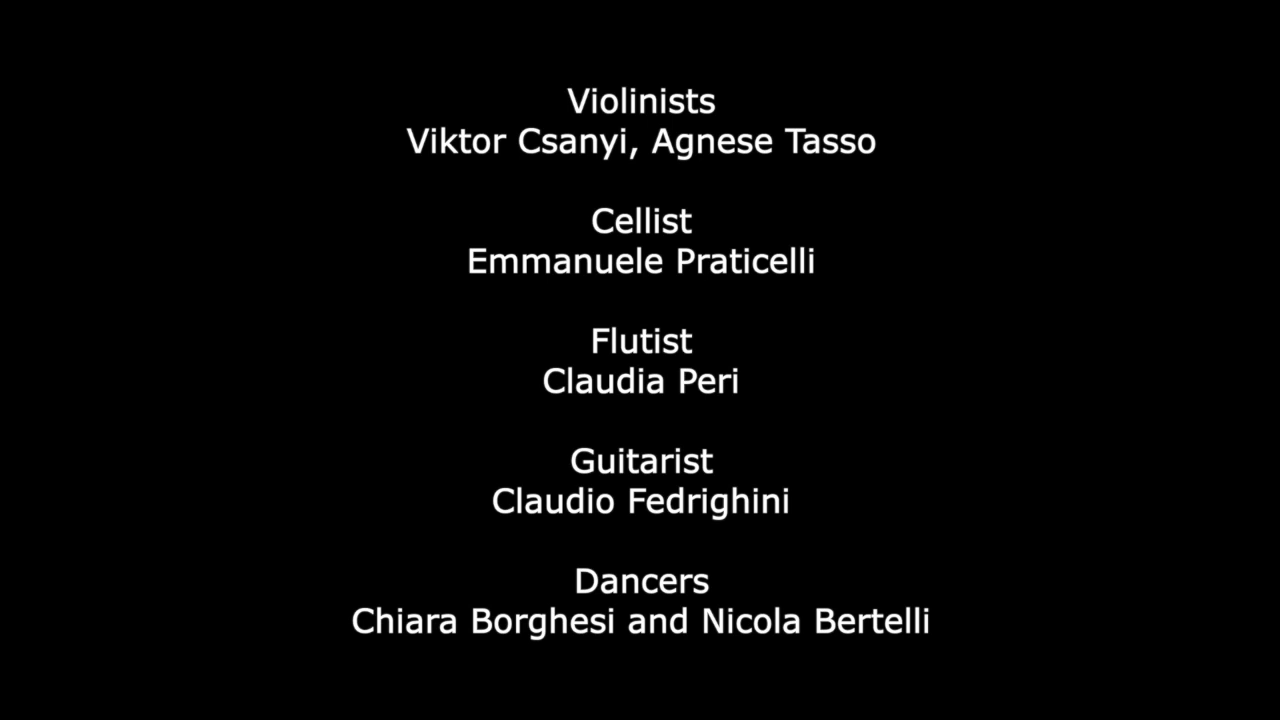 Violinists
Viktor Csanyi, Agnese Tasso
Cellist
Emmanuele Praticelli
Flutist
Claudia Peri
Guitarist
Claudio Fedrighini
Dancers
Chiara Borghesi and Nicola Bertelli